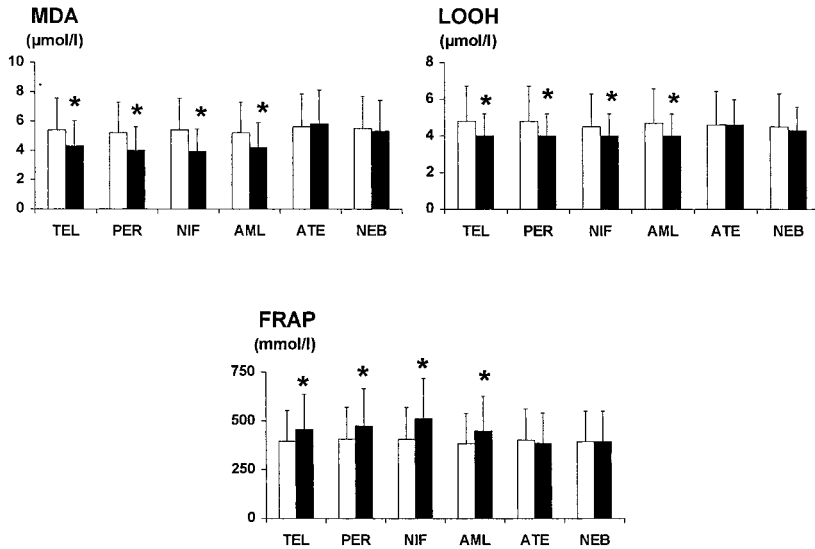 MDA
(µmol/l)
10
8
6
4
2
0
* * * *
TEL PER NIF AML ATE NEB
LOOH
(µmol/l)
8
6
4
2
0
* * * *
TEL PER NIF AML ATE NEB
FRAP
(mmol/l)
750
500
250
0
* * * *
TEL PER NIF AML ATE NEB